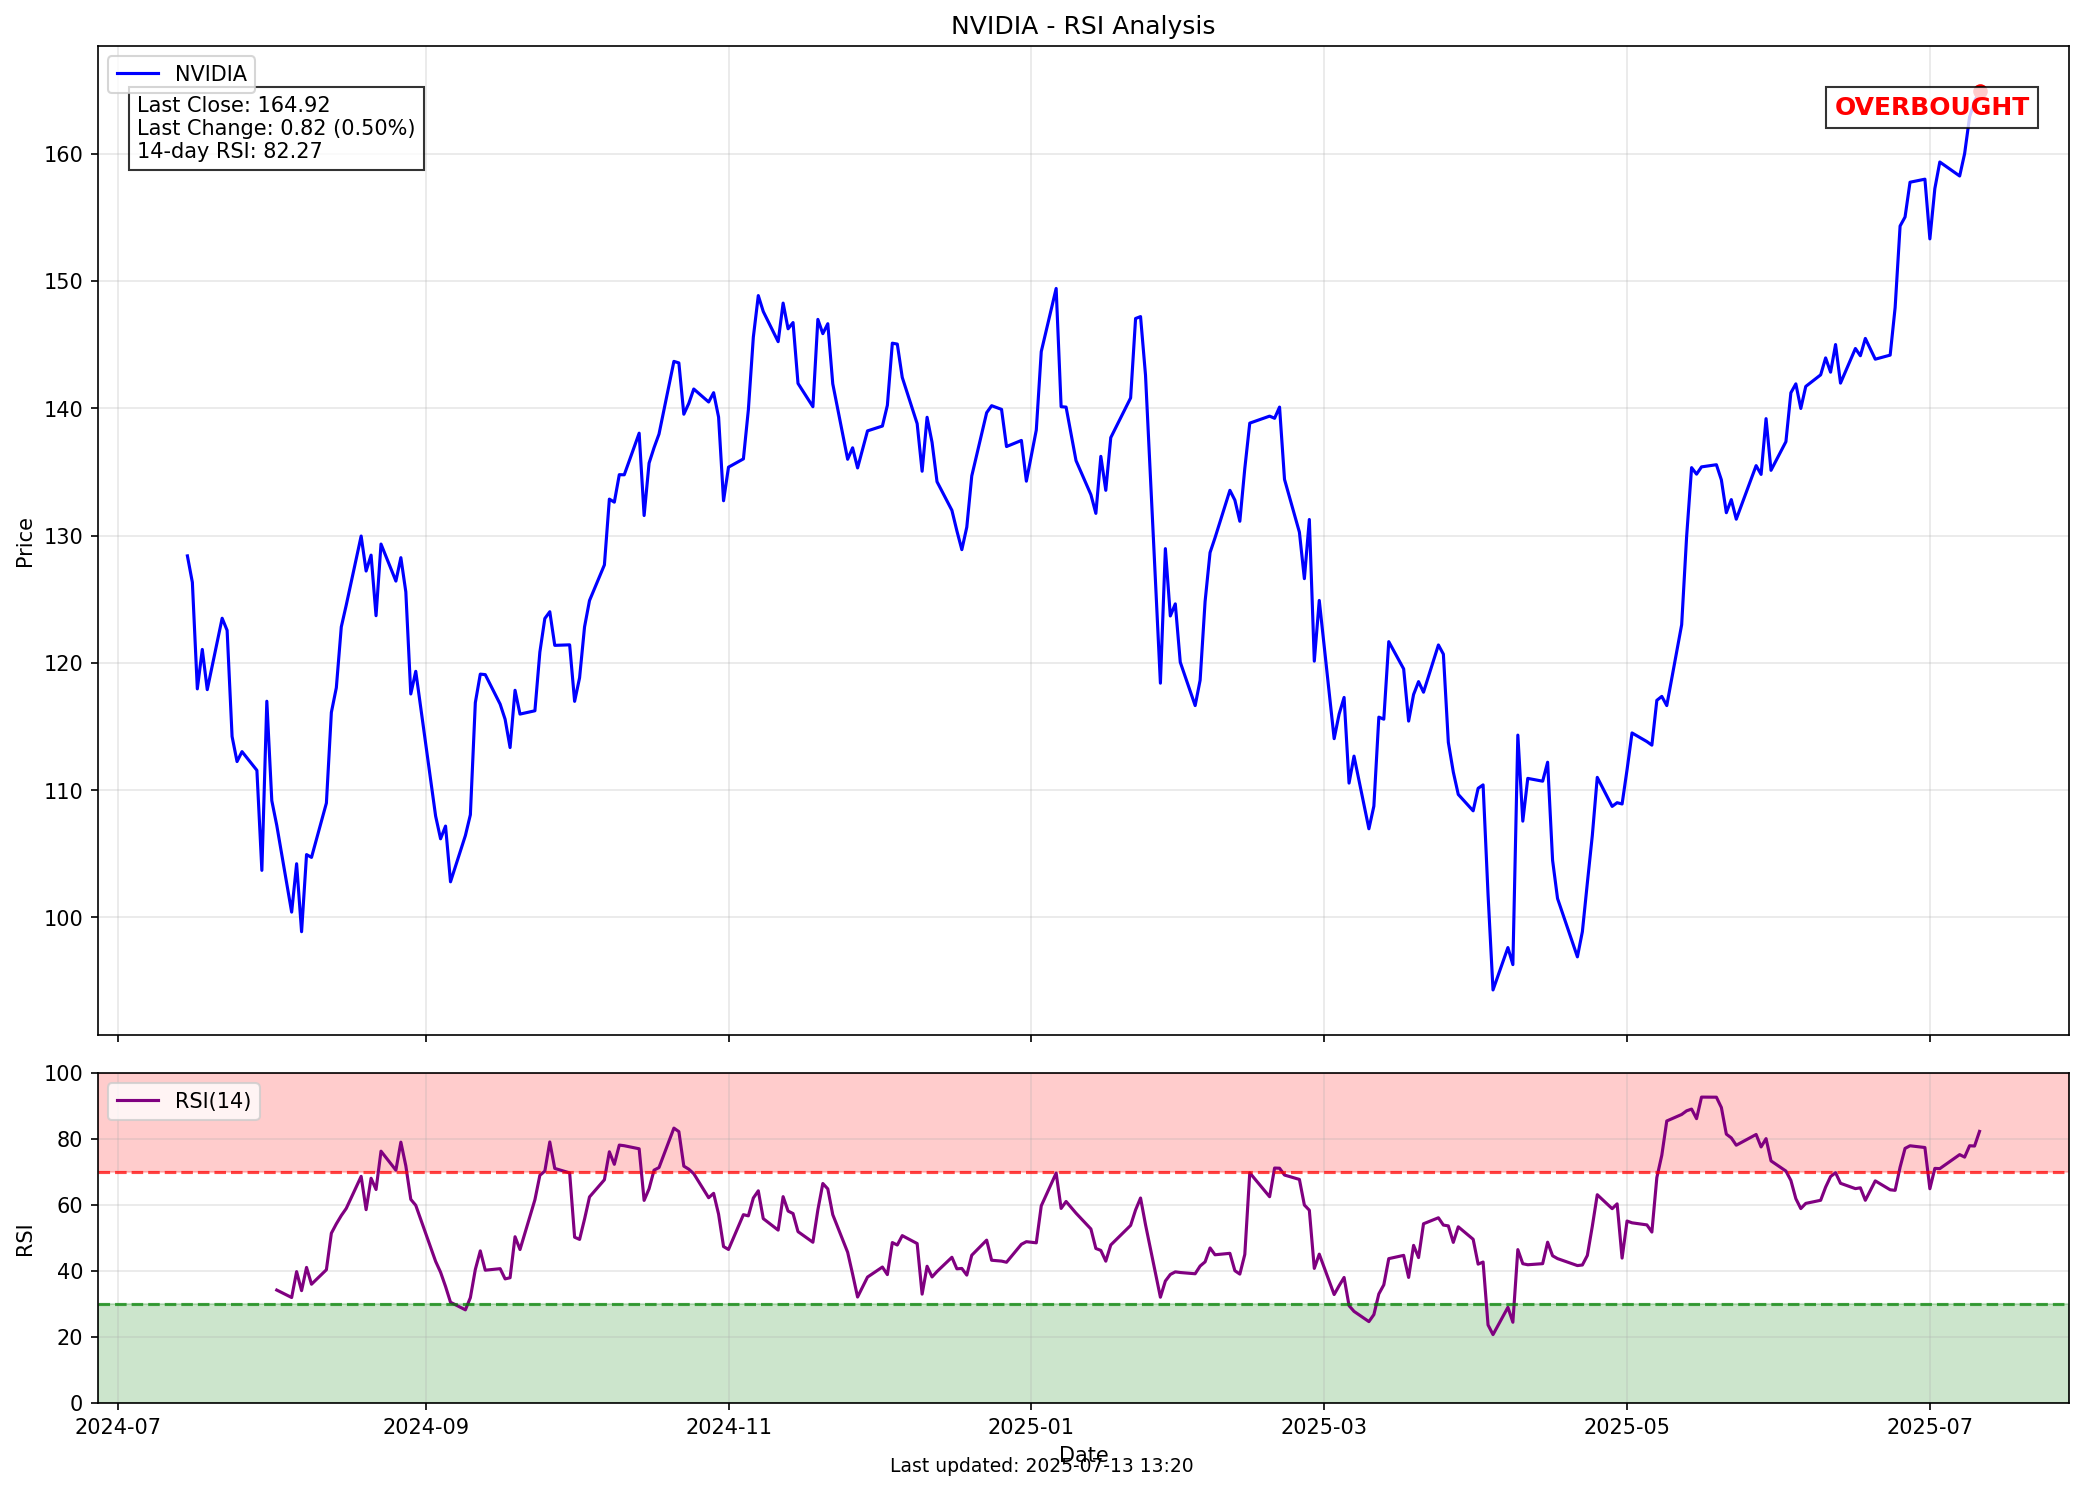 NVIDIA - RSI Analysis
NVIDIA
Last Close: 164.92
Last Change: 0.82 (0.50%)
14-day RSI: 82.27
OVERBOUGHT
Price
160
150
140
130
120
110
100
RSI(14)
RSI
100
80
60
40
20
0
2024-07
2024-09
2024-11
2025-01
2025-03
2025-05
2025-07
Date
Last updated: 2025-07-13 13:20